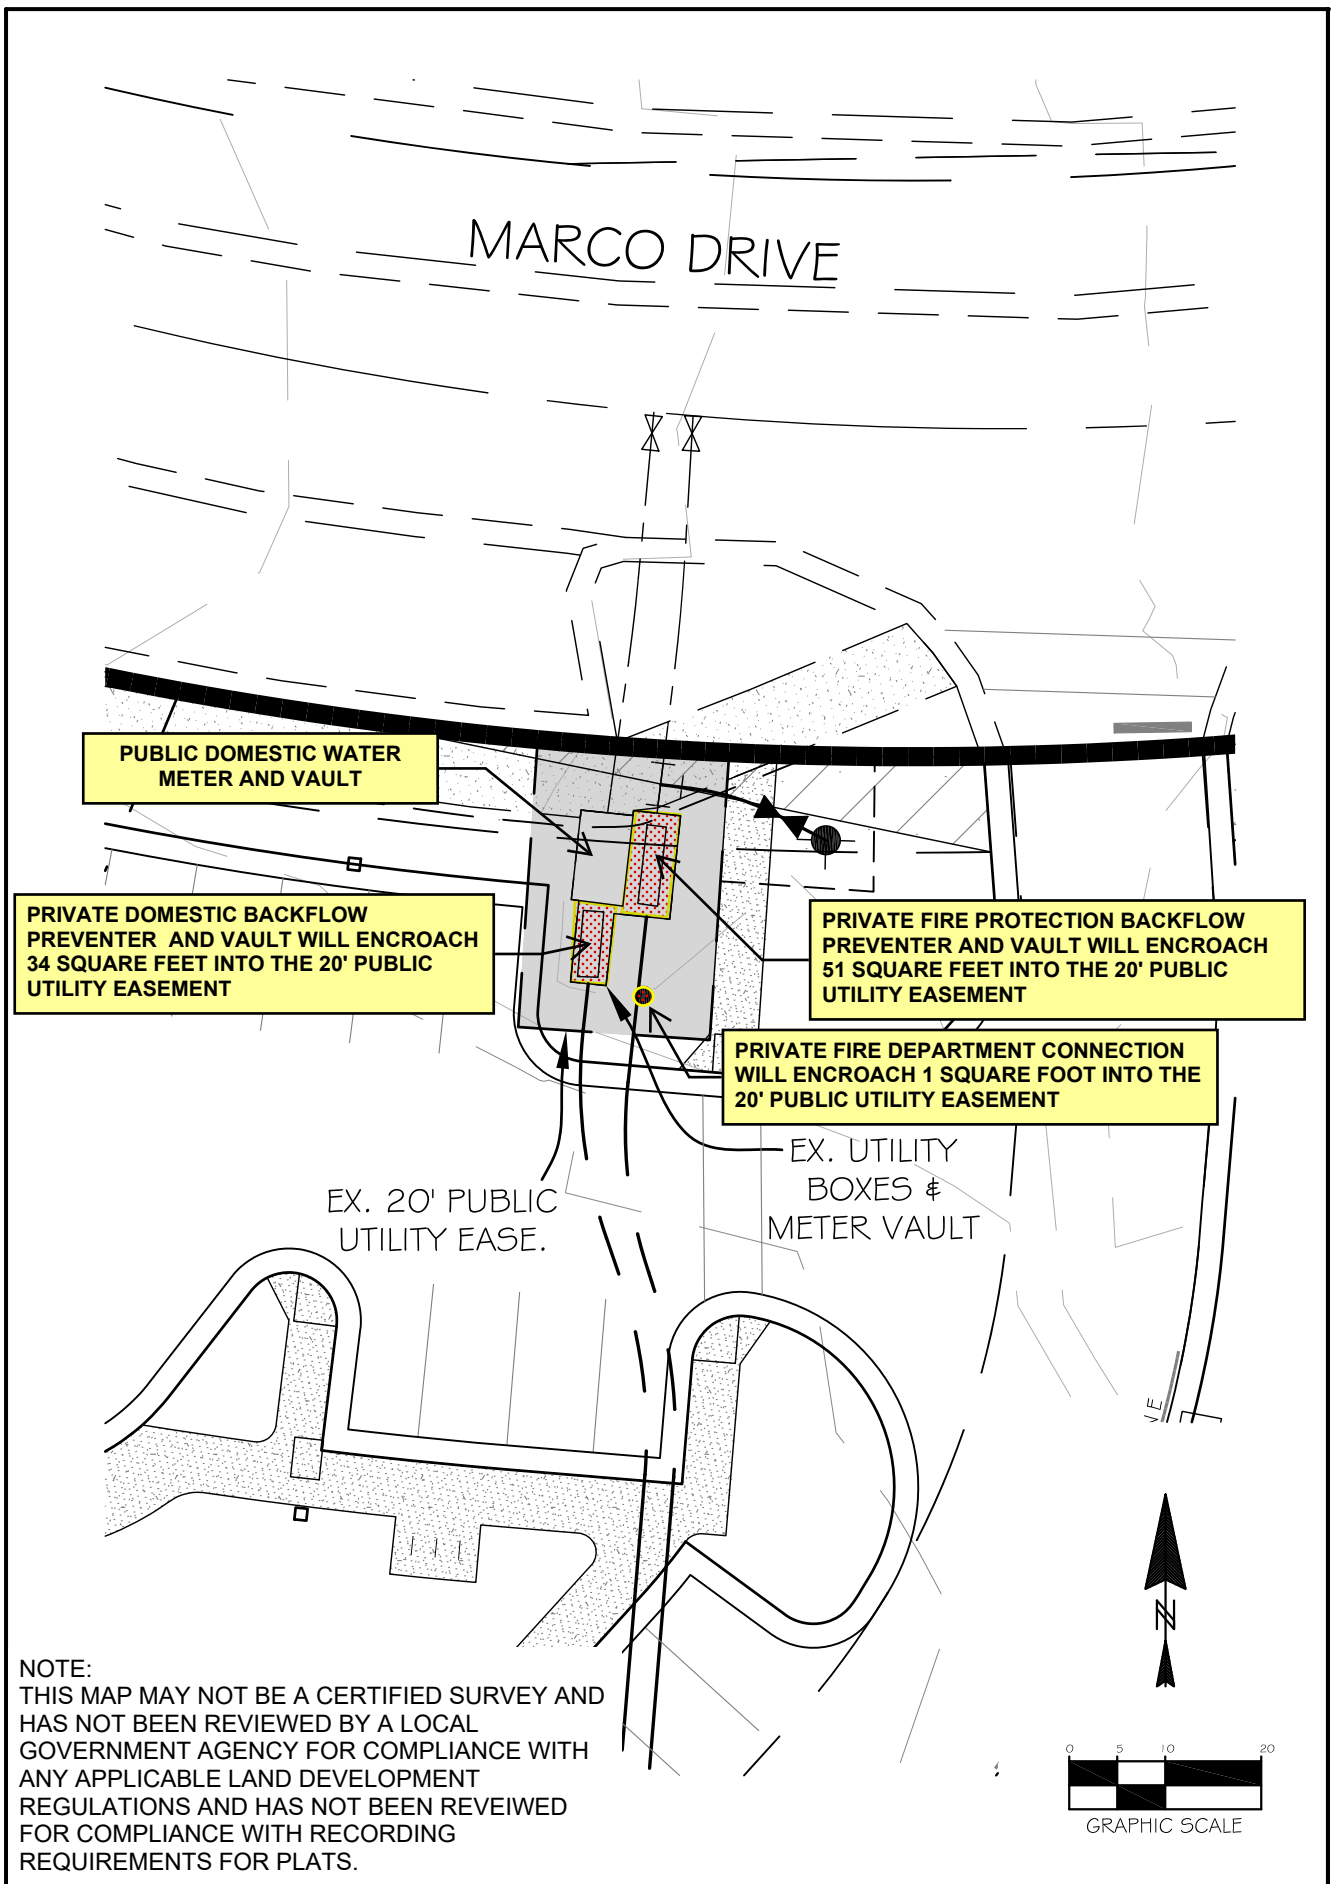 MARCO DRIVE
PUBLIC DOMESTIC WATER
METER AND VAULT
PRIVATE DOMESTIC BACKFLOW
PREVENTER AND VAULT WILL ENCROACH
34 SQUARE FEET INTO THE 20' PUBLIC
UTILITY EASEMENT
PRIVATE FIRE PROTECTION BACKFLOW
PREVENTER AND VAULT WILL ENCROACH
51 SQUARE FEET INTO THE 20' PUBLIC
UTILITY EASEMENT
PRIVATE FIRE DEPARTMENT CONNECTION
WILL ENCROACH 1 SQUARE FOOT INTO THE
20' PUBLIC UTILITY EASEMENT
EX. UTILITY
BOXES &
METER VAULT
EX. 20' PUBLIC
UTILITY EASE.
VE
N
NOTE:
THIS MAP MAY NOT BE A CERTIFIED SURVEY AND
HAS NOT BEEN REVIEWED BY A LOCAL
GOVERNMENT AGENCY FOR COMPLIANCE WITH
ANY APPLICABLE LAND DEVELOPMENT
REGULATIONS AND HAS NOT BEEN REVEIWED
FOR COMPLIANCE WITH RECORDING
REQUIREMENTS FOR PLATS.
0 5 10 20
GRAPHIC SCALE